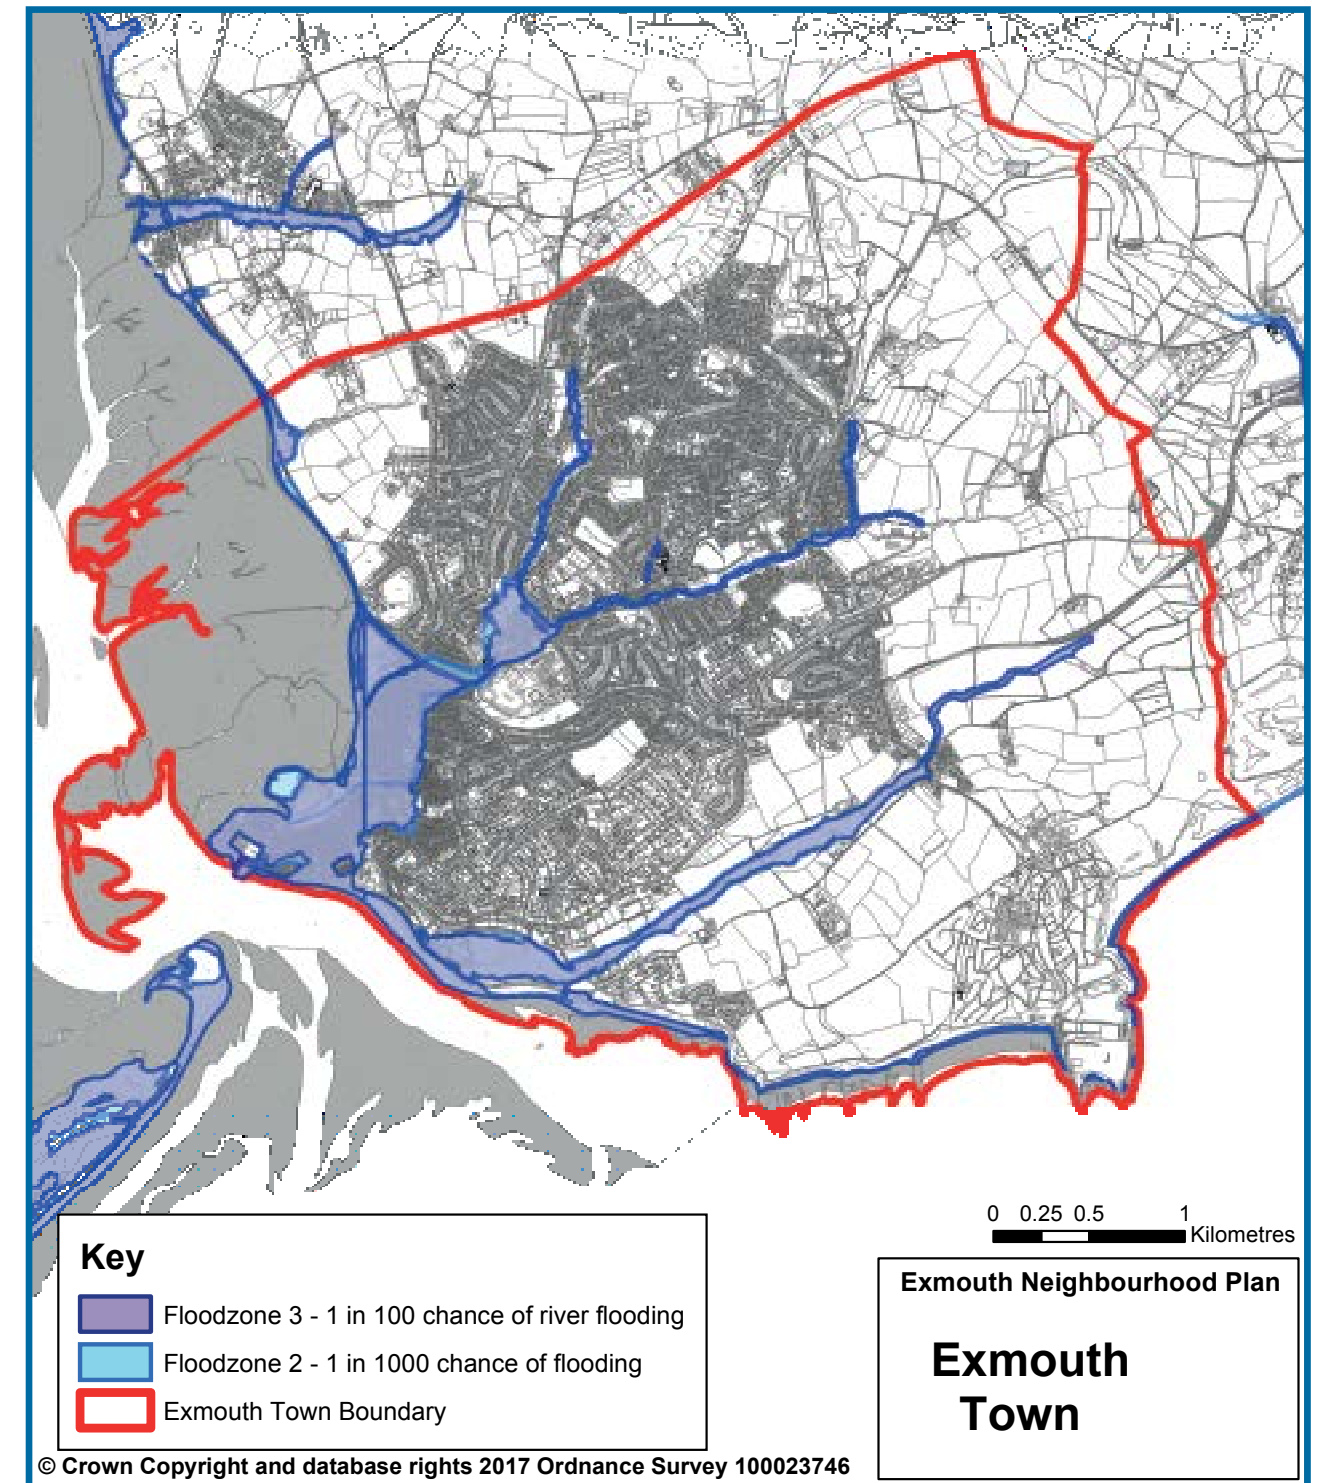 0 0.25 0.5 1
Kilometres
Key
Floodzone 3 - 1 in 100 chance of river flooding
Floodzone 2 - 1 in 1000 chance of flooding
Exmouth Town Boundary
Exmouth Neighbourhood Plan
Exmouth
Town
© Crown Copyright and database rights 2017 Ordnance Survey 100023746